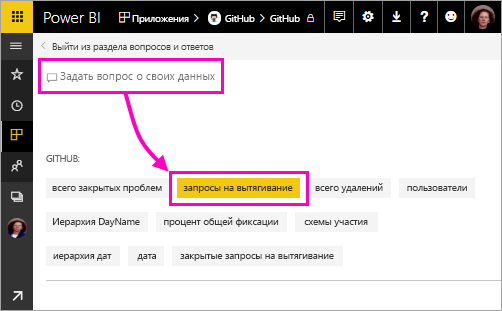 Power BI Приложения > GitHub > GitHub
Выйти из раздела вопросов и ответов
Задать вопрос о своих данных
GITHUB:
всего закрытых проблем запросы на вытягивание всего удалений пользователи
Иерархия DayName процент общей фиксации схемы участия
иерархия дат дата закрытые запросы на вытягивание